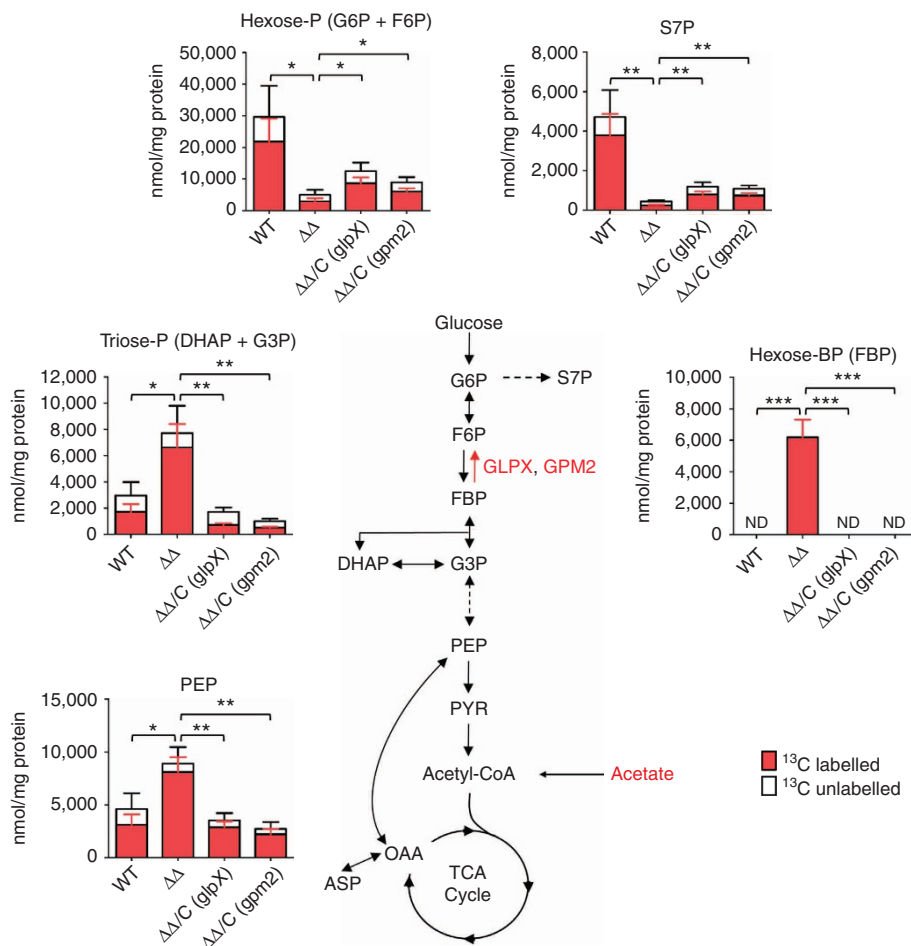 Hexose-P (G6P + F6P)
nmol/mg protein
50,000
40,000
30,000
20,000
10,000
0
*
*
*
WT
ΔΔ
ΔΔ/C (glpX)
ΔΔ/C (gpm2)
S7P
nmol/mg protein
8,000
6,000
4,000
2,000
0
**
**
**
WT
ΔΔ
ΔΔ/C (glpX)
ΔΔ/C (gpm2)
Triose-P (DHAP + G3P)
nmol/mg protein
12,000
10,000
8,000
6,000
4,000
2,000
0
**
*
**
WT
ΔΔ
ΔΔ/C (glpX)
ΔΔ/C (gpm2)
Glucose
G6P
S7P
F6P
GLPX, GPM2
FBP
DHAP
G3P
PEP
PYR
Acetyl-CoA
Acetate
OAA
ASP
TCA
Cycle
Hexose-BP (FBP)
nmol/mg protein
10,000
8,000
6,000
4,000
2,000
0
***
***
***
ND
ND
ND
WT
ΔΔ
ΔΔ/C (glpX)
ΔΔ/C (gpm2)
PEP
nmol/mg protein
15,000
10,000
5,000
0
**
*
**
WT
ΔΔ
ΔΔ/C (glpX)
ΔΔ/C (gpm2)
¹³C labelled
¹³C unlabelled